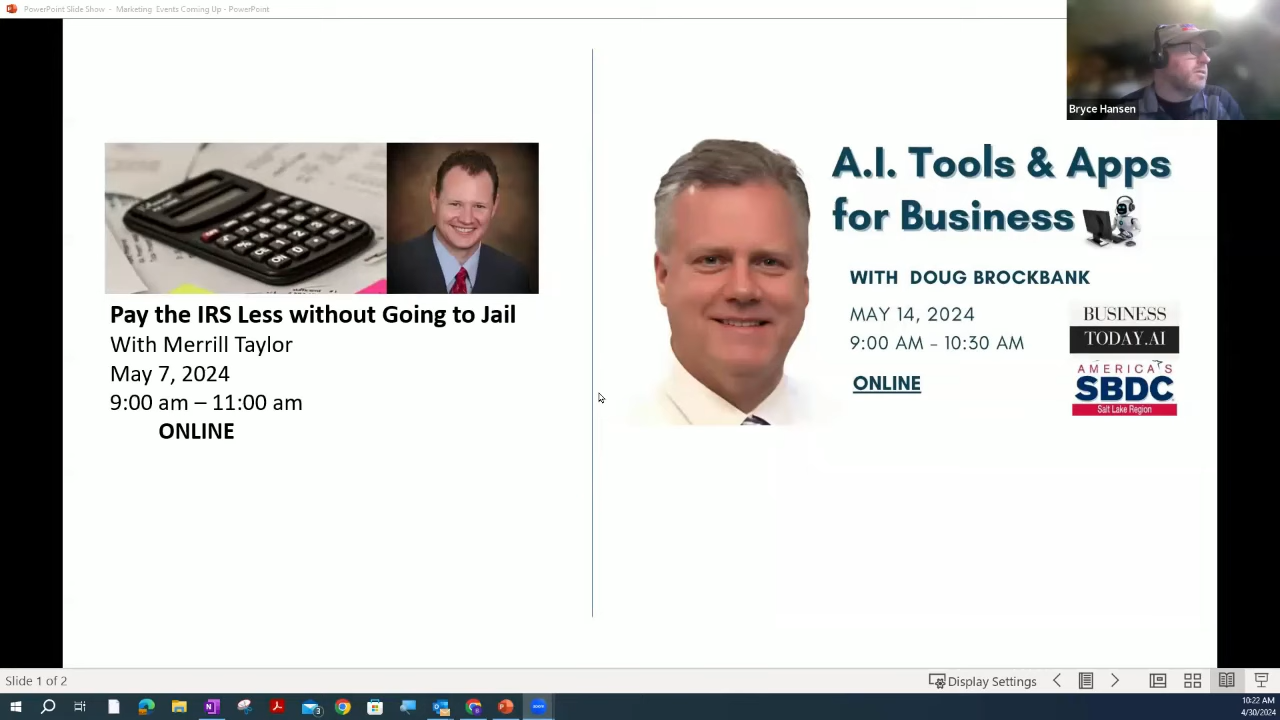 PowerPoint Slide Show - Marketing Events Coming Up - PowerPoint
Bryce Hansen
Pay the IRS Less without Going to Jail
With Merrill Taylor
May 7, 2024
9:00 am – 11:00 am
ONLINE
A.I. Tools & Apps
for Business
WITH DOUG BROCKBANK
MAY 14, 2024
9:00 AM - 10:30 AM
ONLINE
BUSINESS
TODAY.AI
AMERICA'S
SBDC
Salt Lake Region
Slide 1 of 2
Display Settings
10:22 AM
4/30/2024